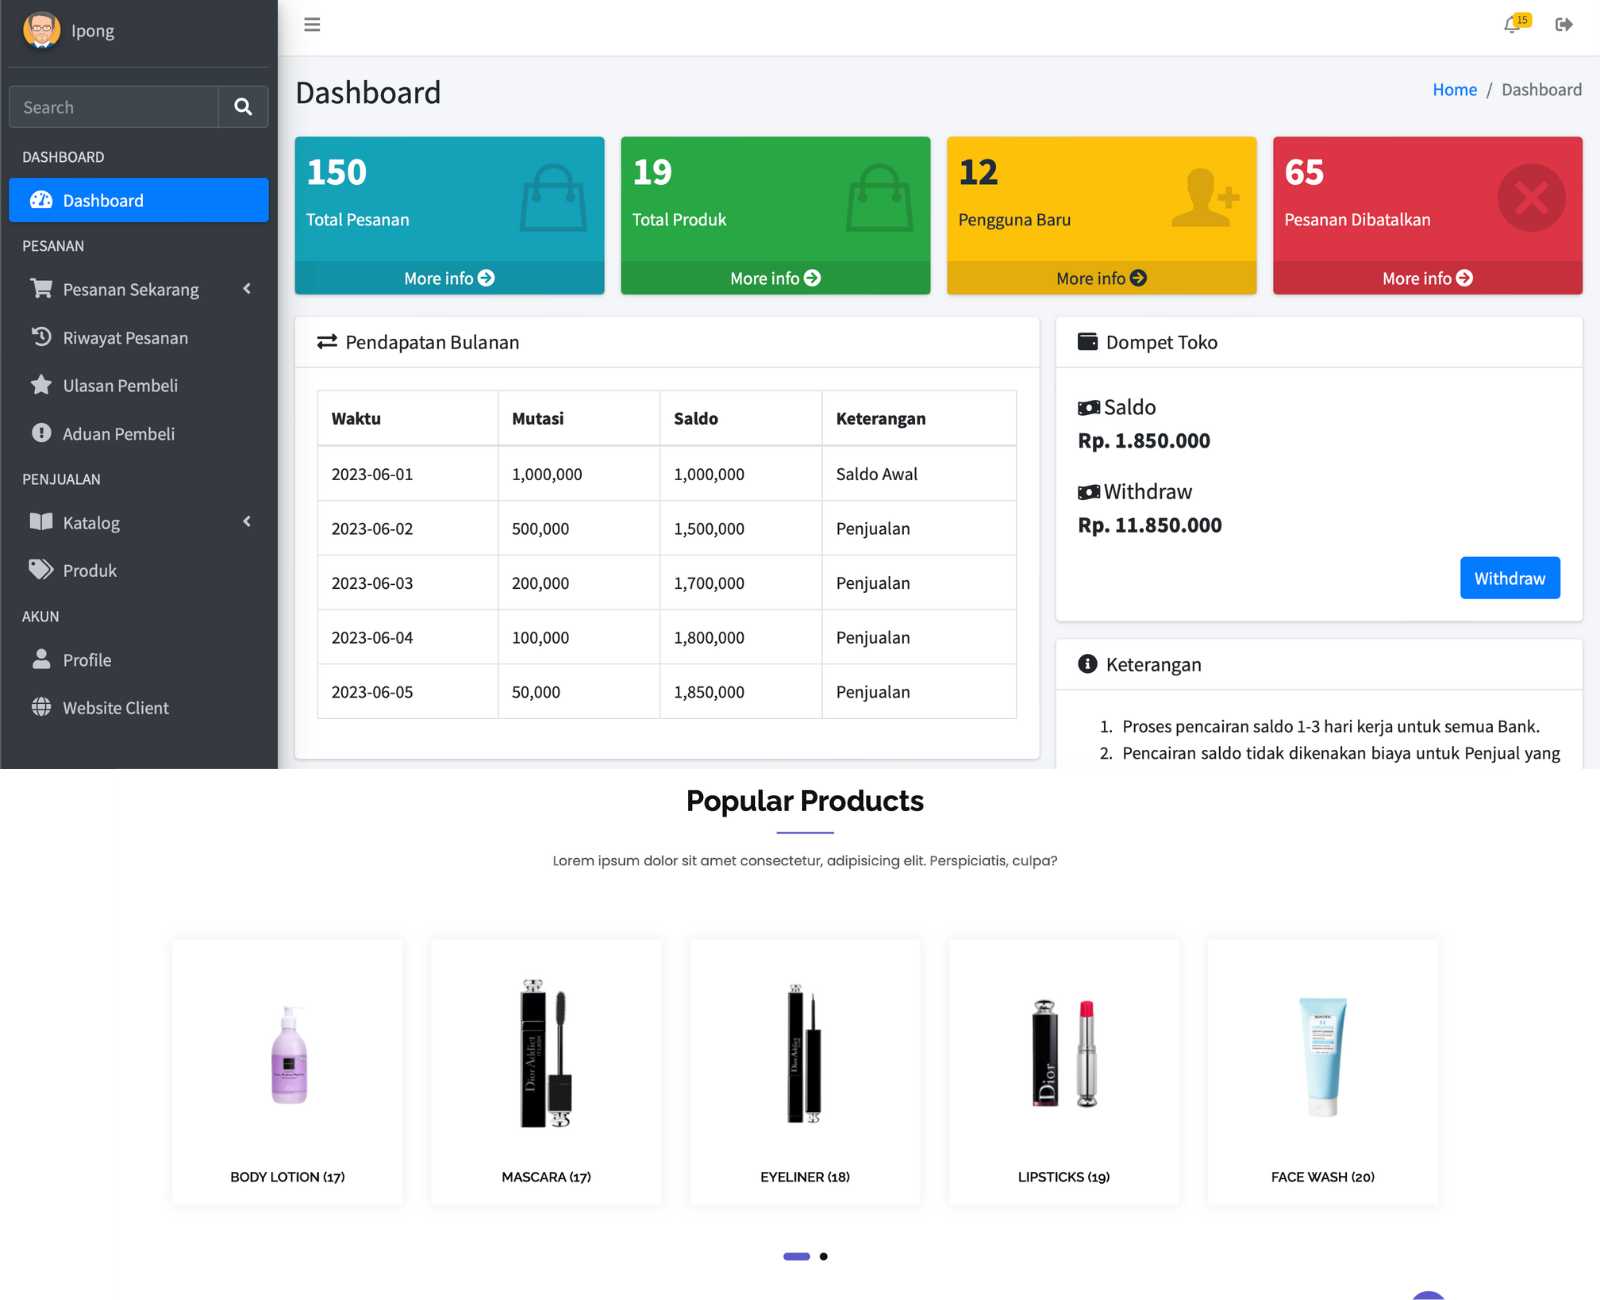 Ipong
15
Search
Dashboard
Home / Dashboard
DASHBOARD
Dashboard
PESANAN
Pesanan Sekarang
Riwayat Pesanan
Ulasan Pembeli
Aduan Pembeli
PENJUALAN
Katalog
Produk
AKUN
Profile
Website Client
150
Total Pesanan
More info
19
Total Produk
More info
12
Pengguna Baru
More info
65
Pesanan Dibatalkan
More info
Pendapatan Bulanan
Waktu Mutasi Saldo Keterangan
2023-06-01 1,000,000 1,000,000 Saldo Awal
2023-06-02 500,000 1,500,000 Penjualan
2023-06-03 200,000 1,700,000 Penjualan
2023-06-04 100,000 1,800,000 Penjualan
2023-06-05 50,000 1,850,000 Penjualan
Dompet Toko
Saldo
Rp. 1.850.000
Withdraw
Rp. 11.850.000
Withdraw
Keterangan
1. Proses pencairan saldo 1-3 hari kerja untuk semua Bank.
2. Pencairan saldo tidak dikenakan biaya untuk Penjual yang
Popular Products
Lorem ipsum dolor sit amet consectetur, adipisicing elit. Perspiciatis, culpa?
Dior Addict
Dior Addict
Dior
BODY LOTION (17)
MASCARA (17)
EYELINER (18)
LIPSTICKS (19)
FACE WASH (20)